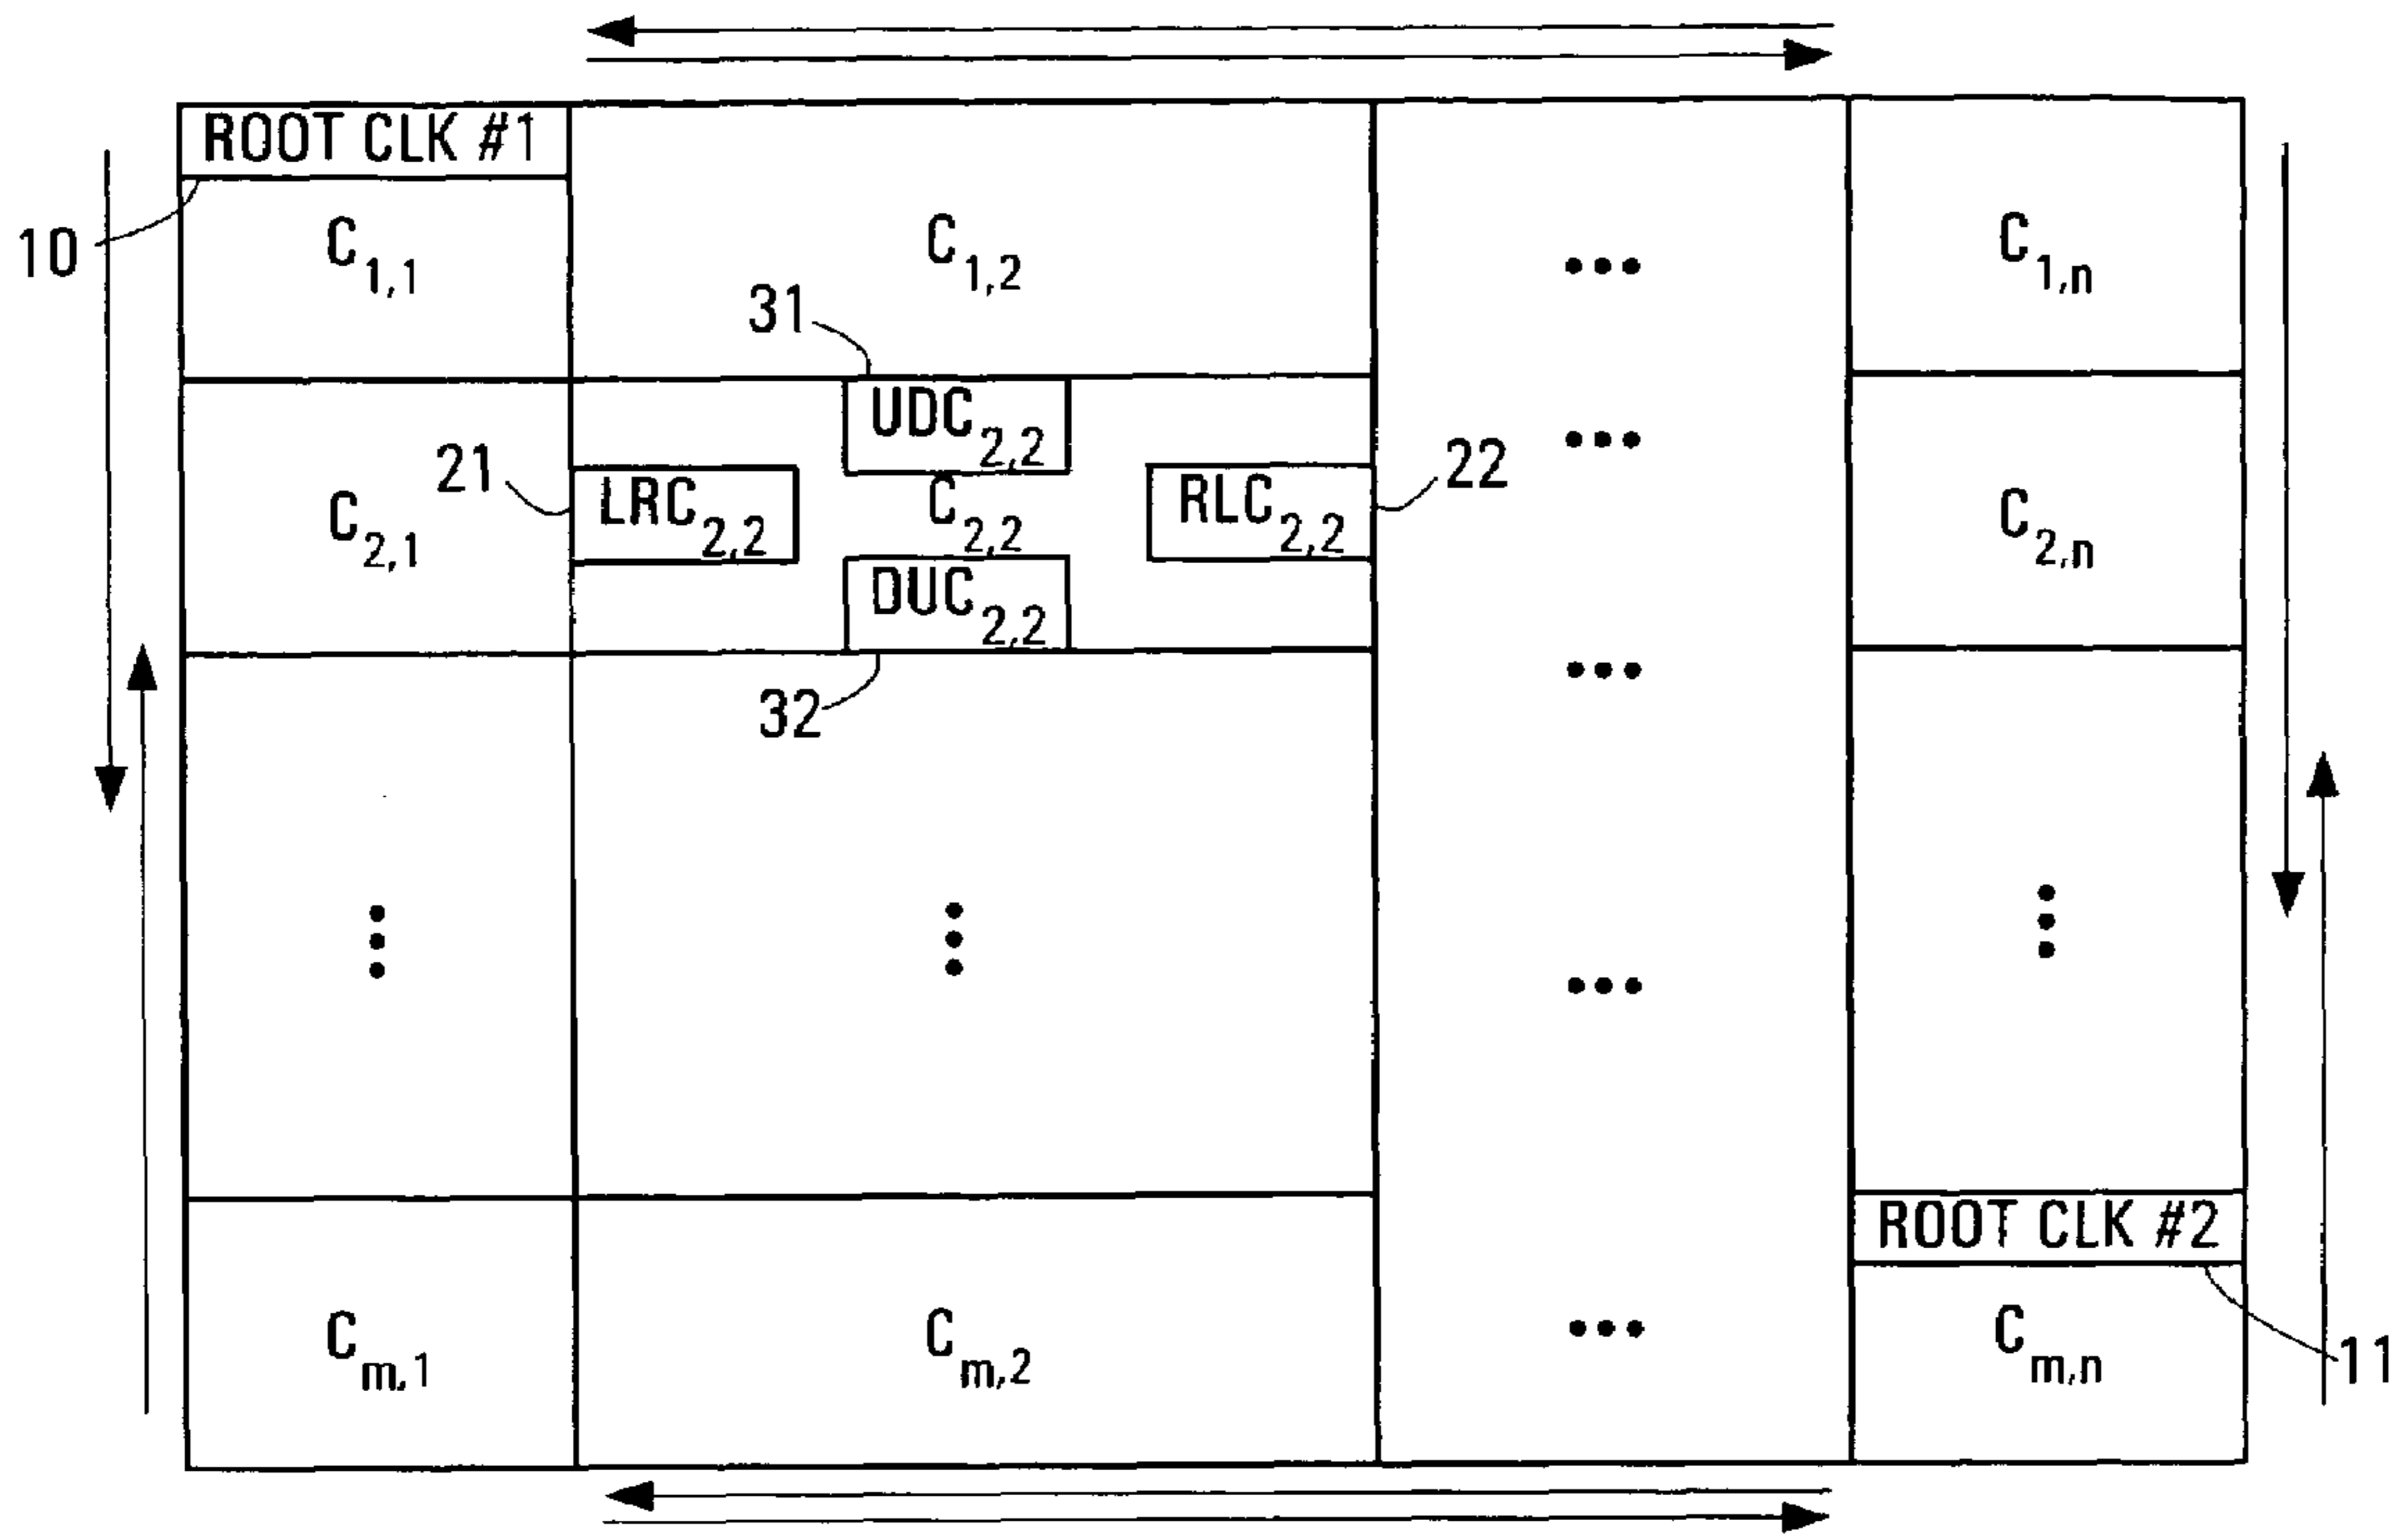 ROOT CLK #1
10
C1,1
C1,2
...
C1,n
31
UDC2,2
...
21
LRC2,2
C2,2
RLC2,2
22
C2,1
C2,n
DUC2,2
32
...
...
ROOT CLK #2
Cm,1
Cm,2
...
Cm,n
11